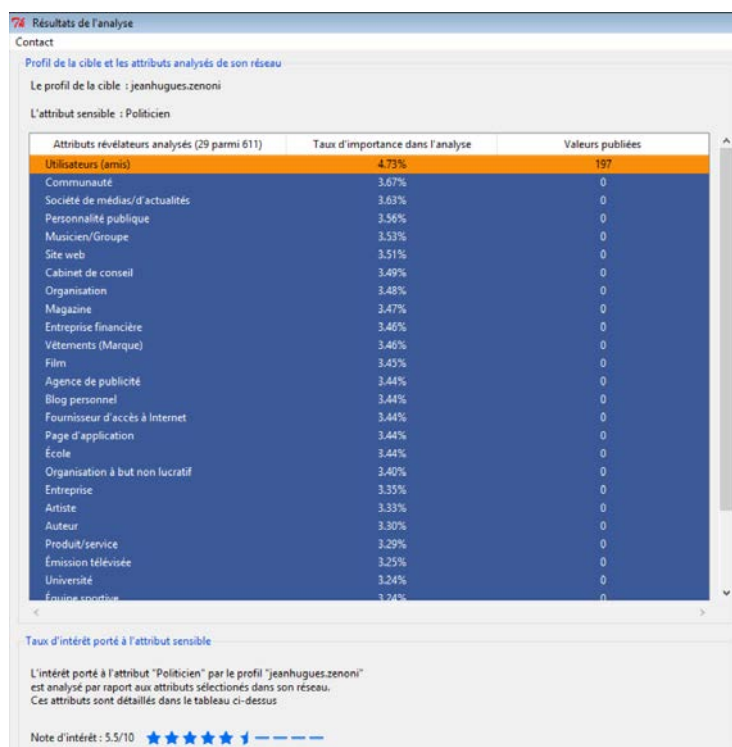 Résultats de l'analyse
Contact
Profil de la cible et les attributs analysés de son réseau
Le profil de la cible : jeanhugues.zenoni
L'attribut sensible : Politicien
Attributs révélateurs analysés (29 parmi 611) Taux d'importance dans l'analyse Valeurs publiées
Utilisateurs (amis) 4.73% 197
Communauté 3.67% 0
Société de médias/d'actualités 3.63% 0
Personnalité publique 3.56% 0
Musicien/Groupe 3.53% 0
Site web 3.51% 0
Cabinet de conseil 3.49% 0
Organisation 3.48% 0
Magazine 3.47% 0
Entreprise financière 3.46% 0
Vêtements (Marque) 3.46% 0
Film 3.45% 0
Agence de publicité 3.44% 0
Blog personnel 3.44% 0
Fournisseur d'accès à Internet 3.44% 0
Page d'application 3.44% 0
École 3.44% 0
Organisation à but non lucratif 3.40% 0
Entreprise 3.35% 0
Artiste 3.33% 0
Auteur 3.30% 0
Produit/service 3.29% 0
Émission télévisée 3.25% 0
Université 3.24% 0
Équipe sportive 3.24% 0
Taux d'intérêt porté à l'attribut sensible
L'intérêt porté à l'attribut "Politicien" par le profil "jeanhugues.zenoni"
est analysé par raport aux attributs sélectionés dans son réseau.
Ces attributs sont détaillés dans le tableau ci-dessus
Note d'intérêt : 5.5/10